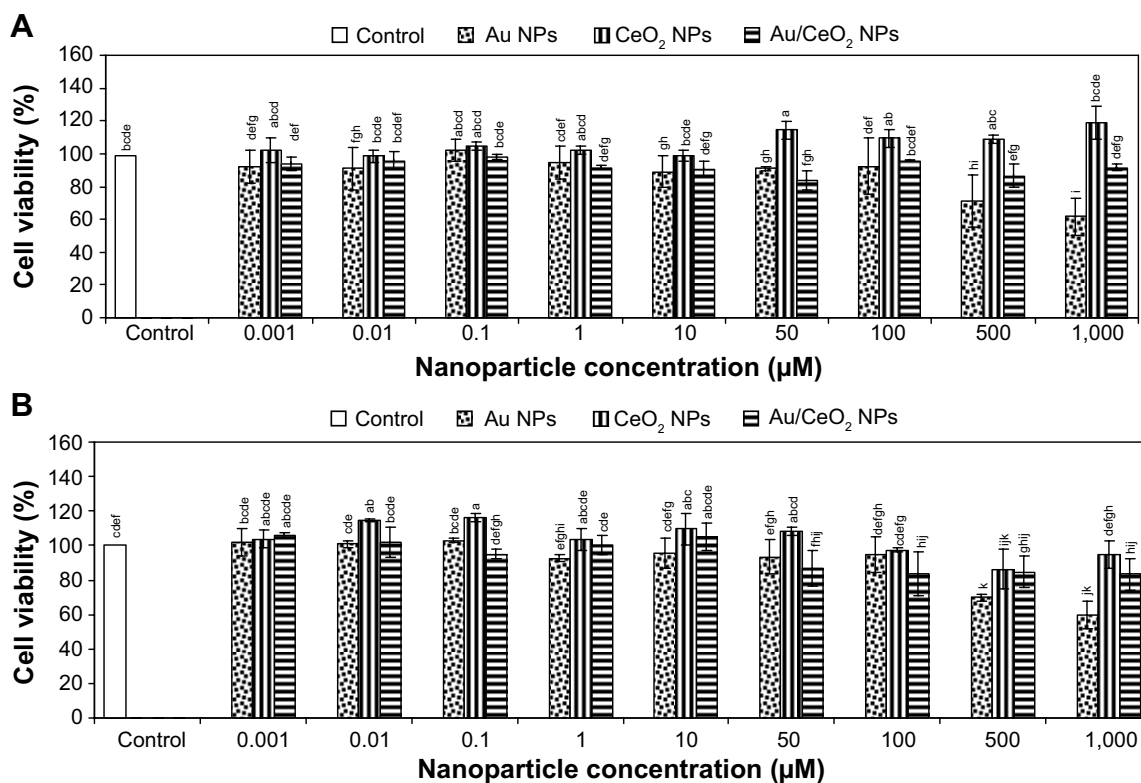 A
Control Au NPs CeO₂ NPs Au/CeO₂ NPs
160
140
120
100
80
60
40
20
0
Cell viability (%)
bcde
defg abcd def
fgh bcde bcdef
abcd abcd bcde
cdef abcd defg
gh bcde defg
gh a fgh
def ab bcdef
hi abc efg
i bcde defg
Control 0.001 0.01 0.1 1 10 50 100 500 1,000
Nanoparticle concentration (µM)
B
Control Au NPs CeO₂ NPs Au/CeO₂ NPs
160
140
120
100
80
60
40
20
0
Cell viability (%)
cdef
bcde abcde abcde
cde ab bcde
bcde a defgh
efghi abcde cde
cdefg abc abcde
efgh abcd fhij
defgh cdefg hij
k ijk ghij
jk defgh hij
Control 0.001 0.01 0.1 1 10 50 100 500 1,000
Nanoparticle concentration (µM)